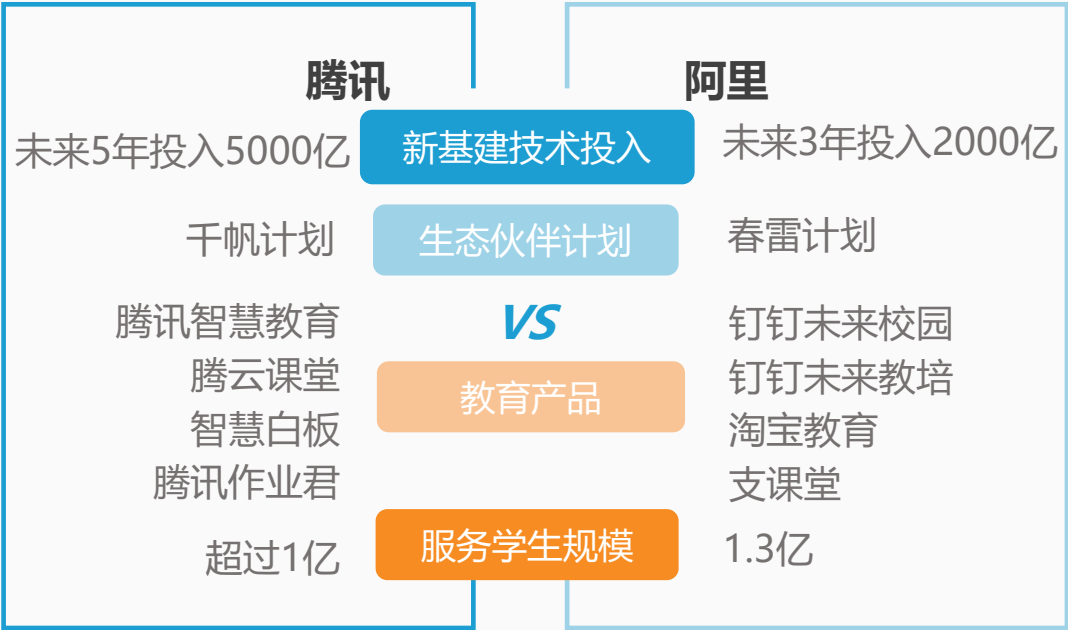 腾讯
阿里
未来5年投入5000亿
新基建技术投入
未来3年投入2000亿
千帆计划
生态伙伴计划
春雷计划
腾讯智慧教育
VS
钉钉未来校园
腾云课堂
教育产品
钉钉未来教培
智慧白板
淘宝教育
腾讯作业君
支课堂
超过1亿
服务学生规模
1.3亿